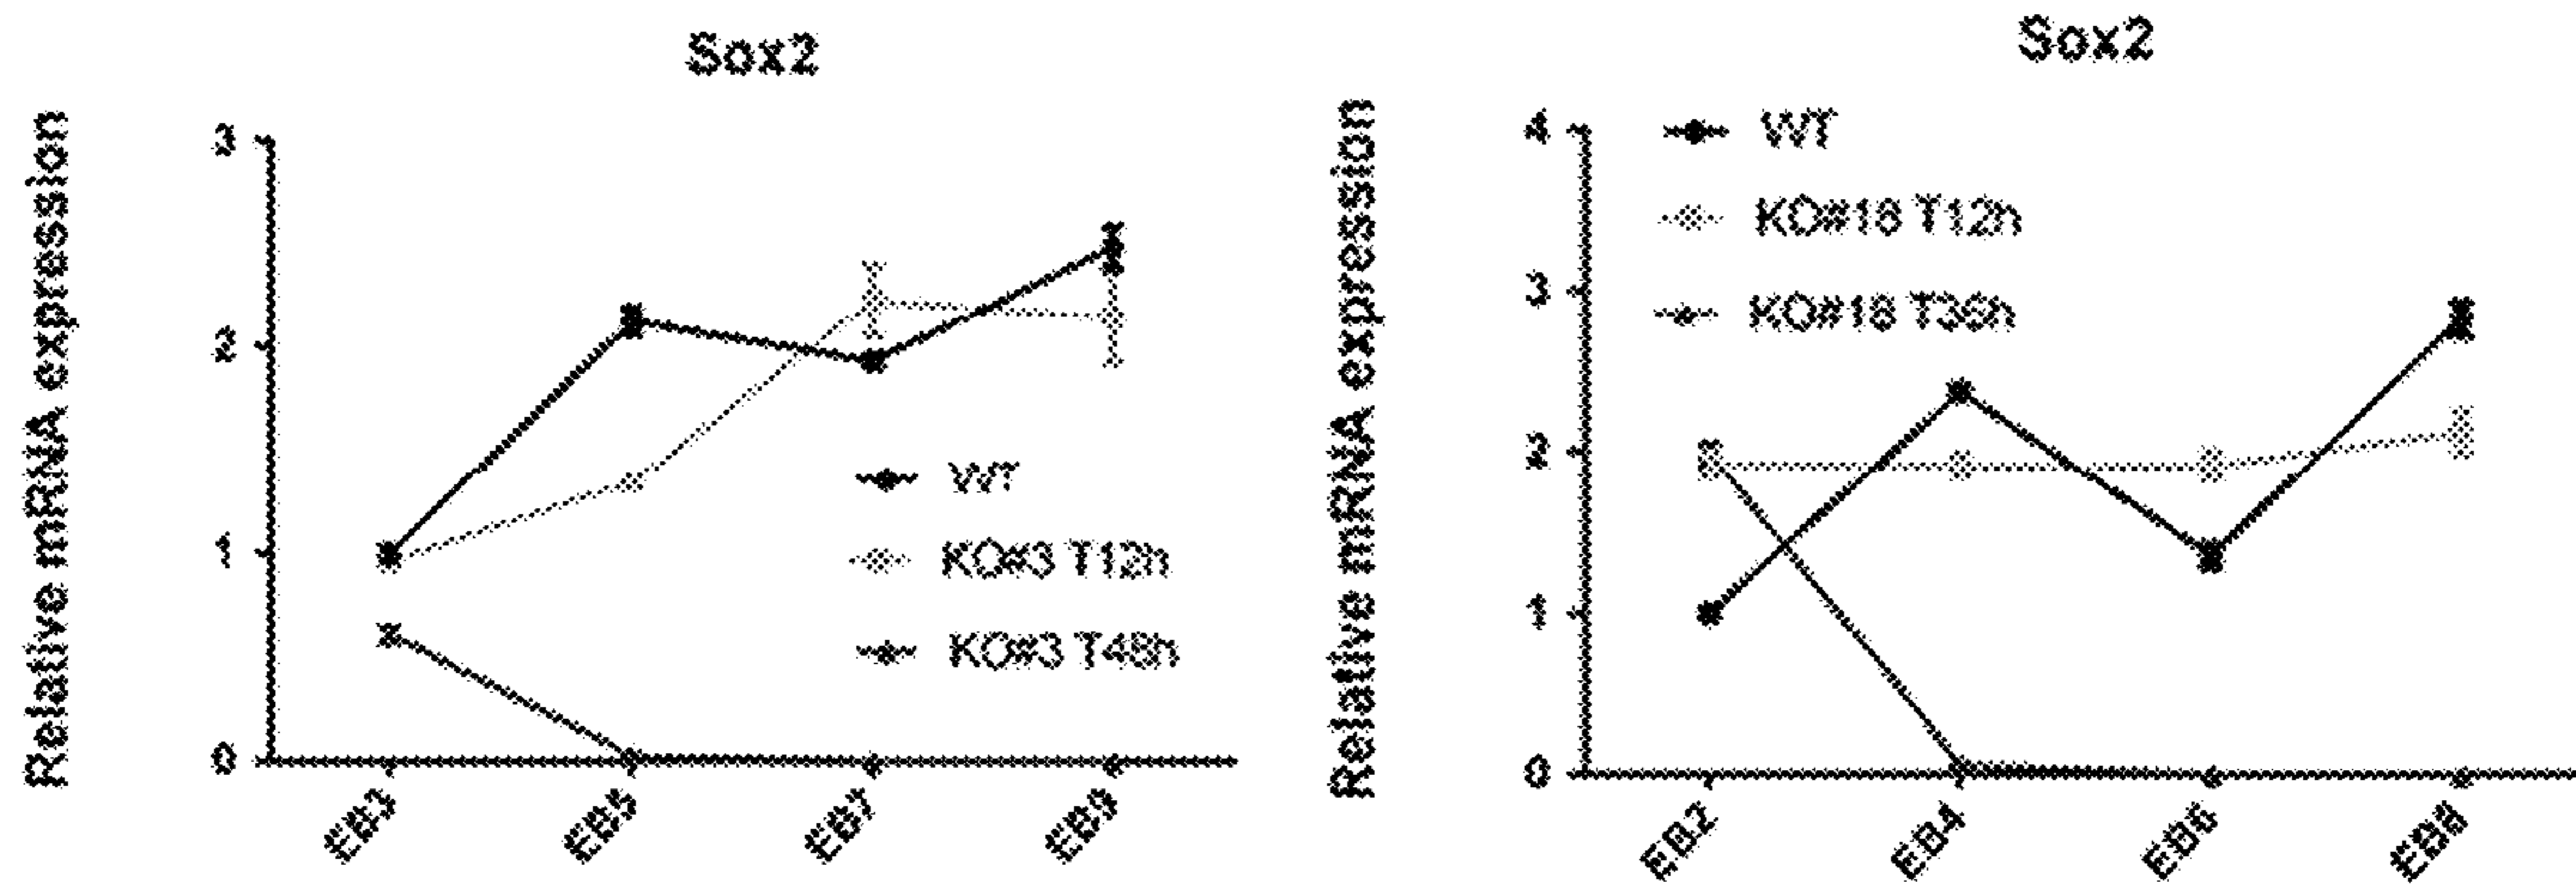 Sox2
Relative mRNA expression
3
2
1
0
EB3
EB5
EB7
EB9
WT
KO#3 T12h
KO#3 T48h
Sox2
Relative mRNA expression
4
3
2
1
0
EB2
EB4
EB6
EB8
WT
KO#18 T12h
KO#18 T36h